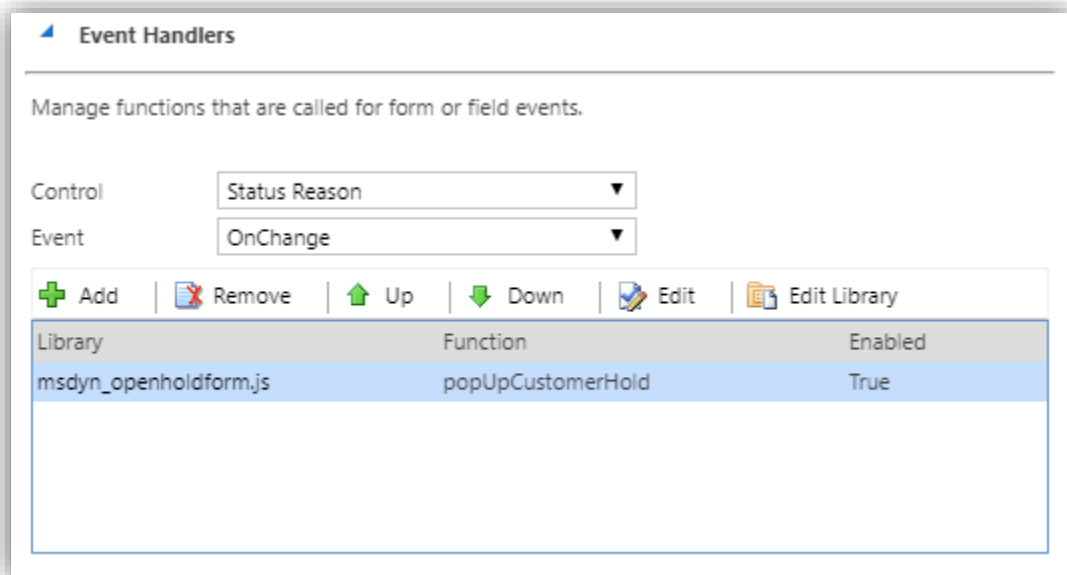 Event Handlers
Manage functions that are called for form or field events.
Control Status Reason
Event OnChange
Add Remove Up Down Edit Edit Library
Library Function Enabled
msdyn_openholdform.js popUpCustomerHold True